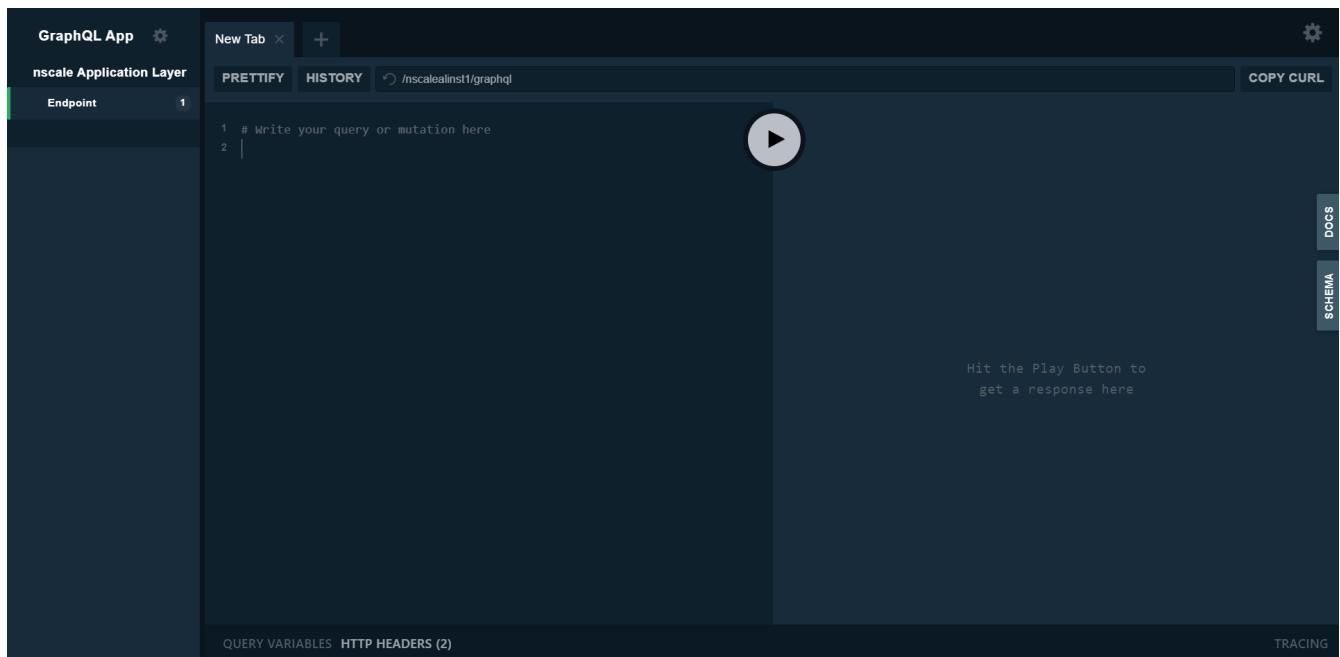 GraphQL App
nscale Application Layer
Endpoint 1
New Tab × +
PRETTIFY HISTORY /nscalealinst1/graphql COPY CURL
1 # Write your query or mutation here
2
DOCS
SCHEMA
Hit the Play Button to
get a response here
QUERY VARIABLES HTTP HEADERS (2) TRACING